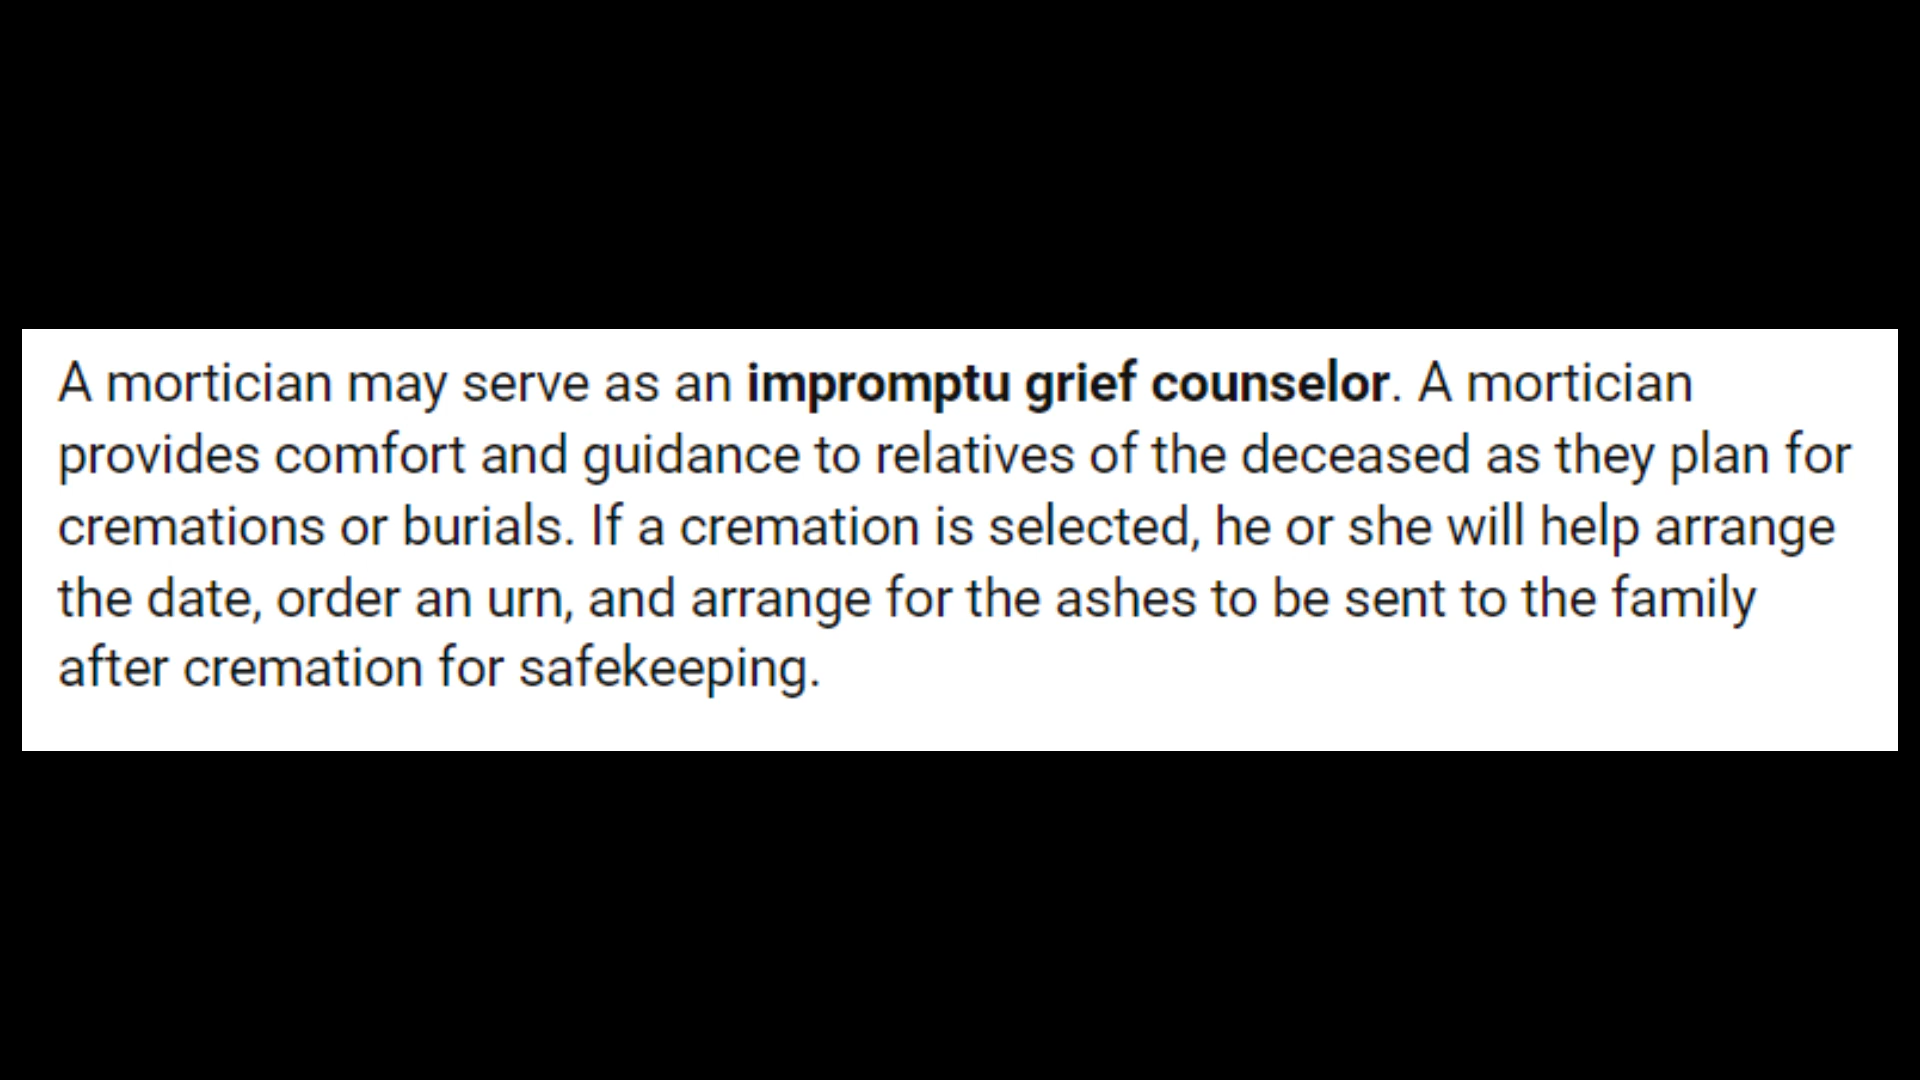 A mortician may serve as an impromptu grief counselor. A mortician
provides comfort and guidance to relatives of the deceased as they plan for
cremations or burials. If a cremation is selected, he or she will help arrange
the date, order an urn, and arrange for the ashes to be sent to the family
after cremation for safekeeping.